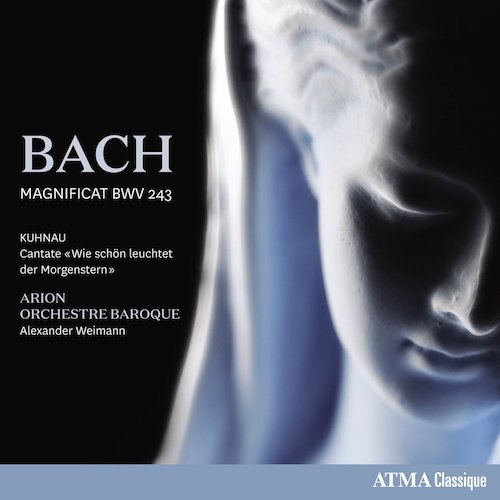 BACH
MAGNIFICAT BWV 243
KUHNAU
Cantate «Wie schön leuchtet
der Morgenstern»
ARION
ORCHESTRE BAROQUE
Alexander Weimann
ATMA Classique